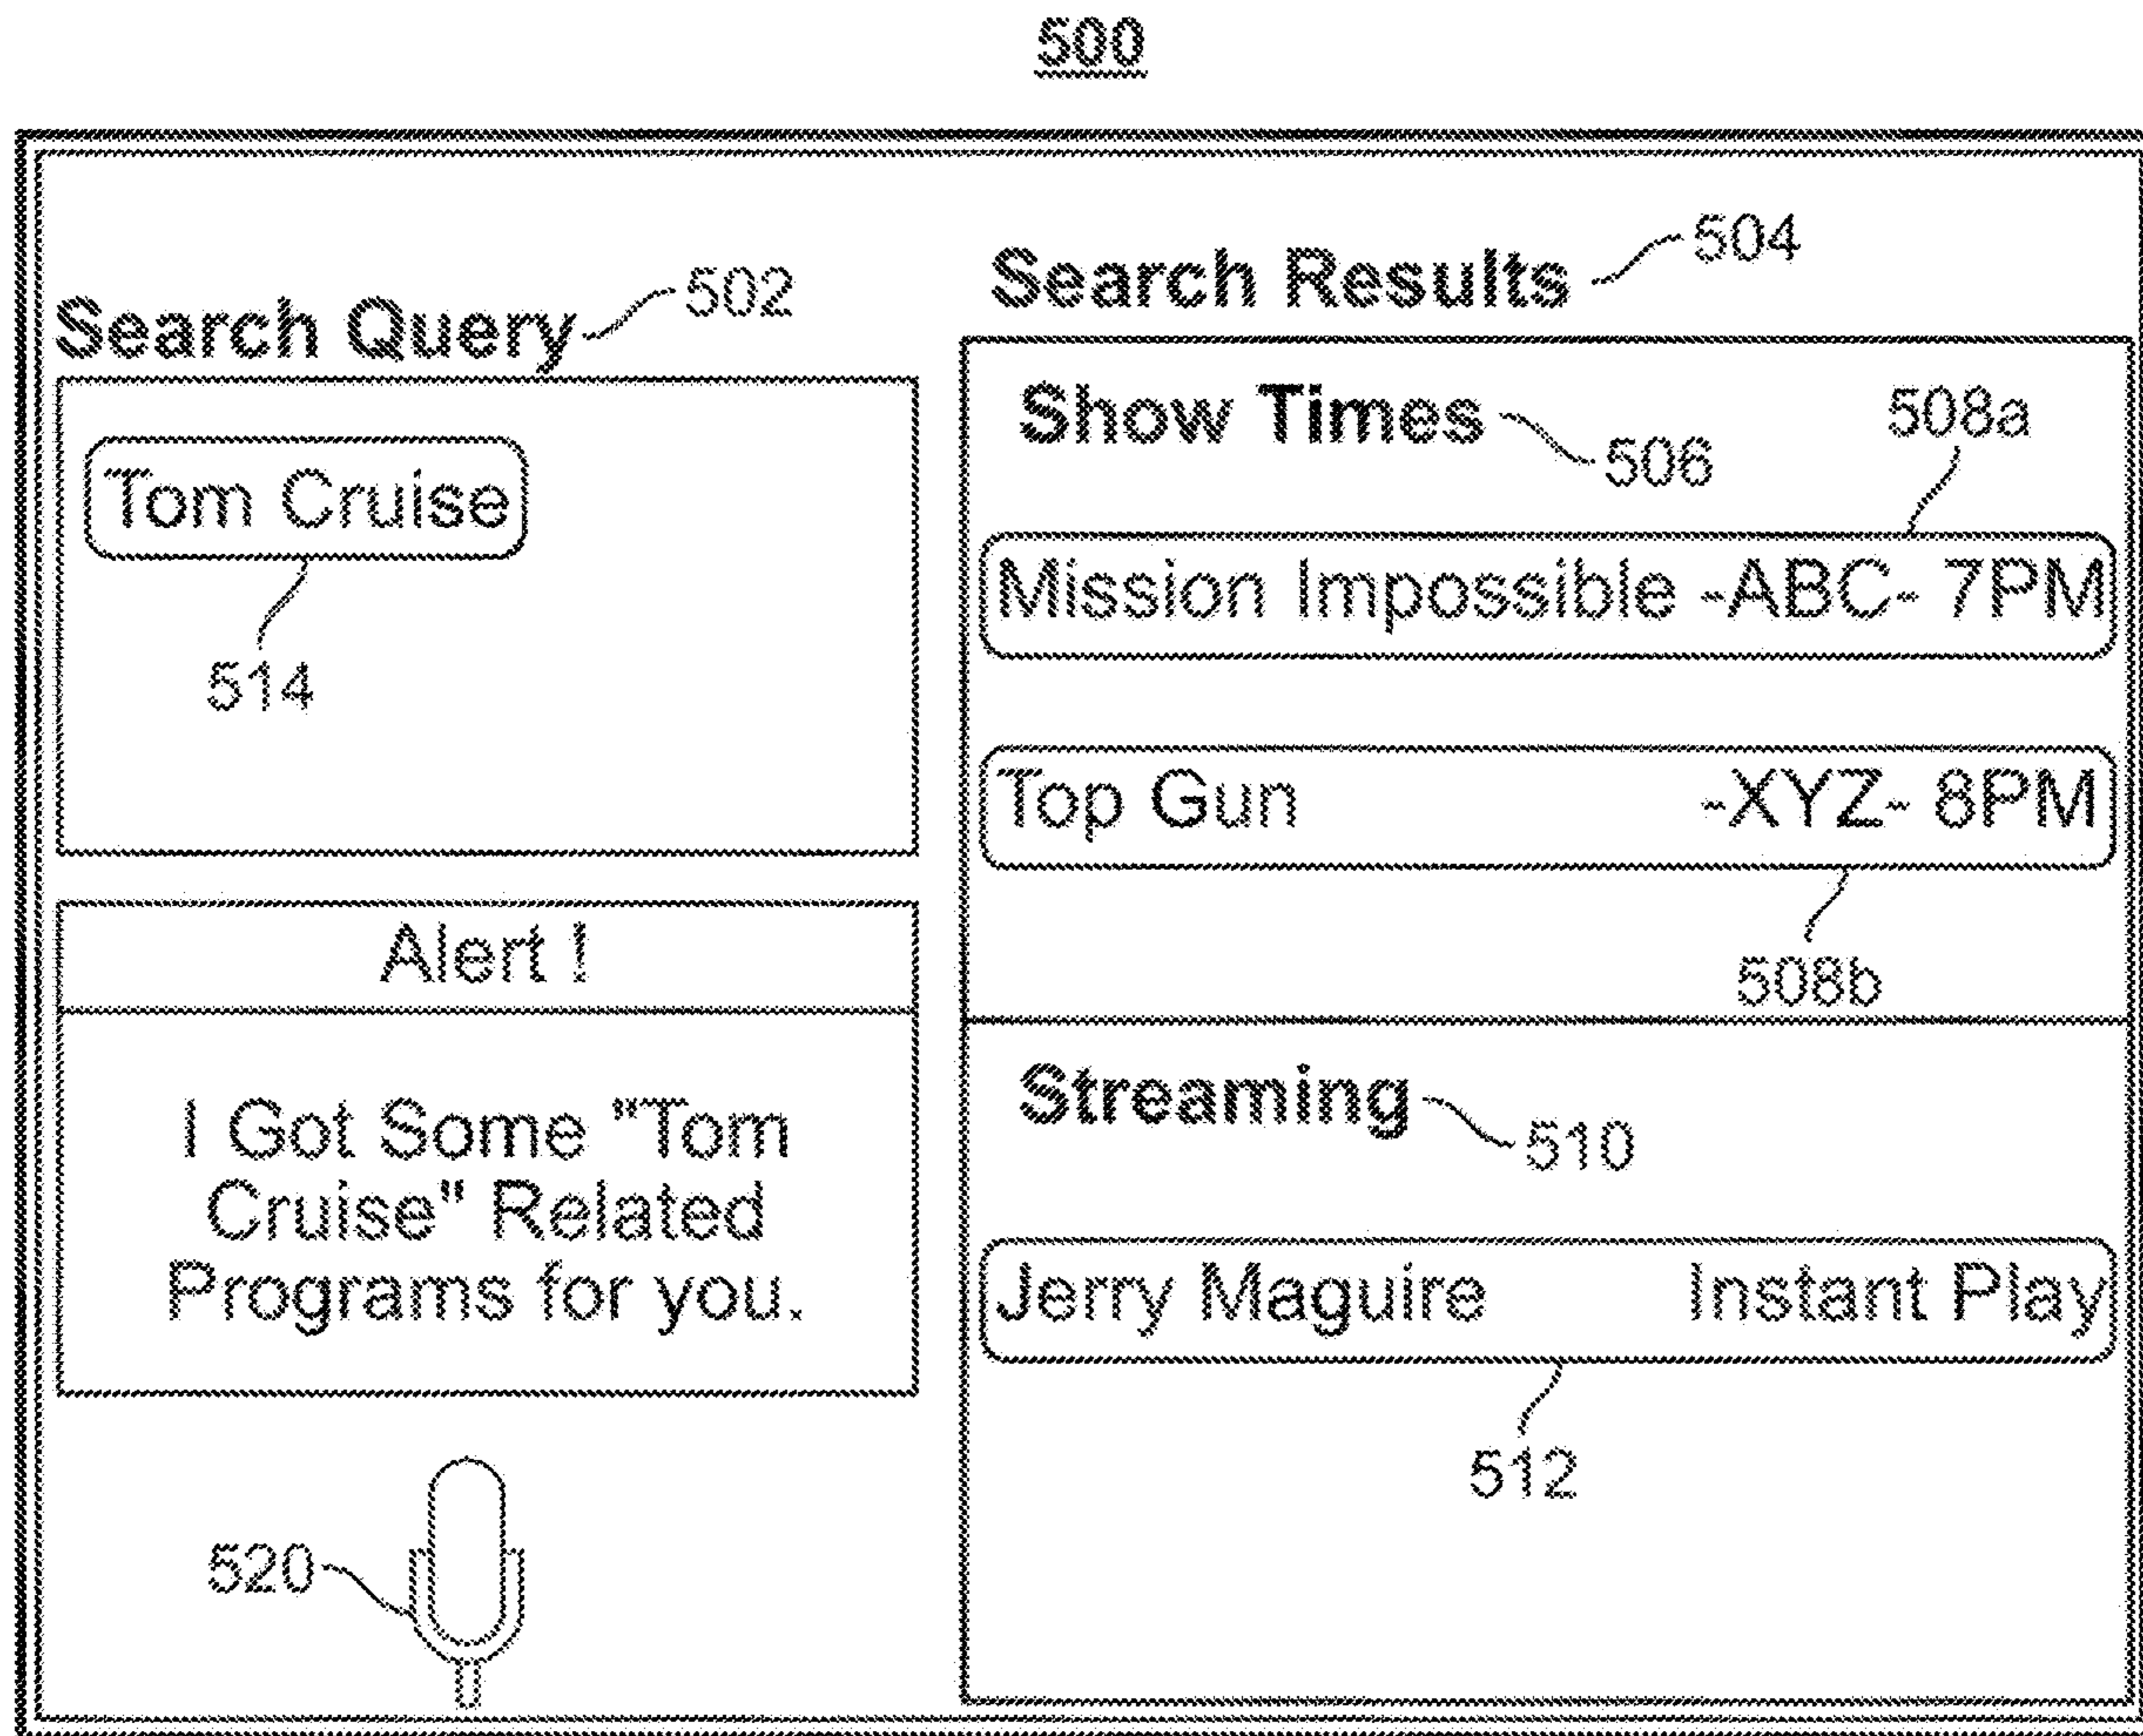 500
Search Query 502
Tom Cruise
514
Alert !
I Got Some "Tom
Cruise" Related
Programs for you.
520
Search Results 504
Show Times 506
508a
Mission Impossible -ABC- 7PM
Top Gun -XYZ- 8PM
508b
Streaming 510
Jerry Maguire Instant Play
512